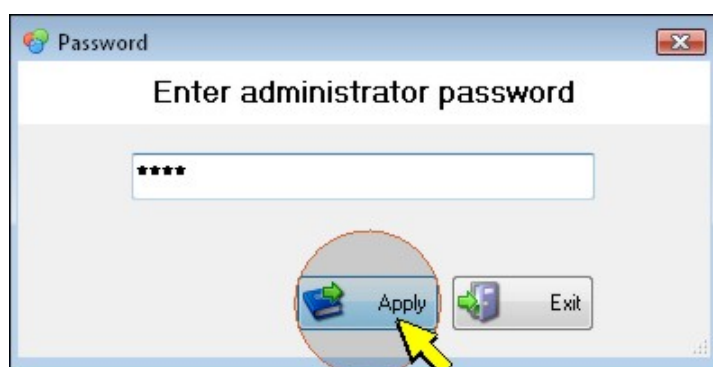 Password
Enter administrator password
****
Apply
Exit